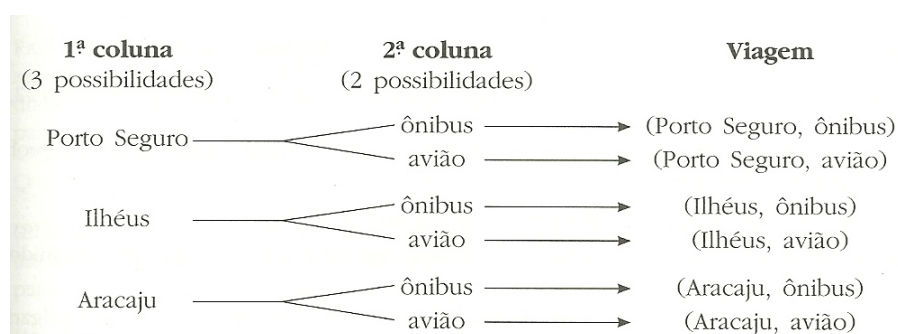 1ª coluna 2ª coluna Viagem
(3 possibilidades) (2 possibilidades)
Porto Seguro ônibus (Porto Seguro, ônibus)
avião (Porto Seguro, avião)
Ilhéus ônibus (Ilhéus, ônibus)
avião (Ilhéus, avião)
Aracaju ônibus (Aracaju, ônibus)
avião (Aracaju, avião)